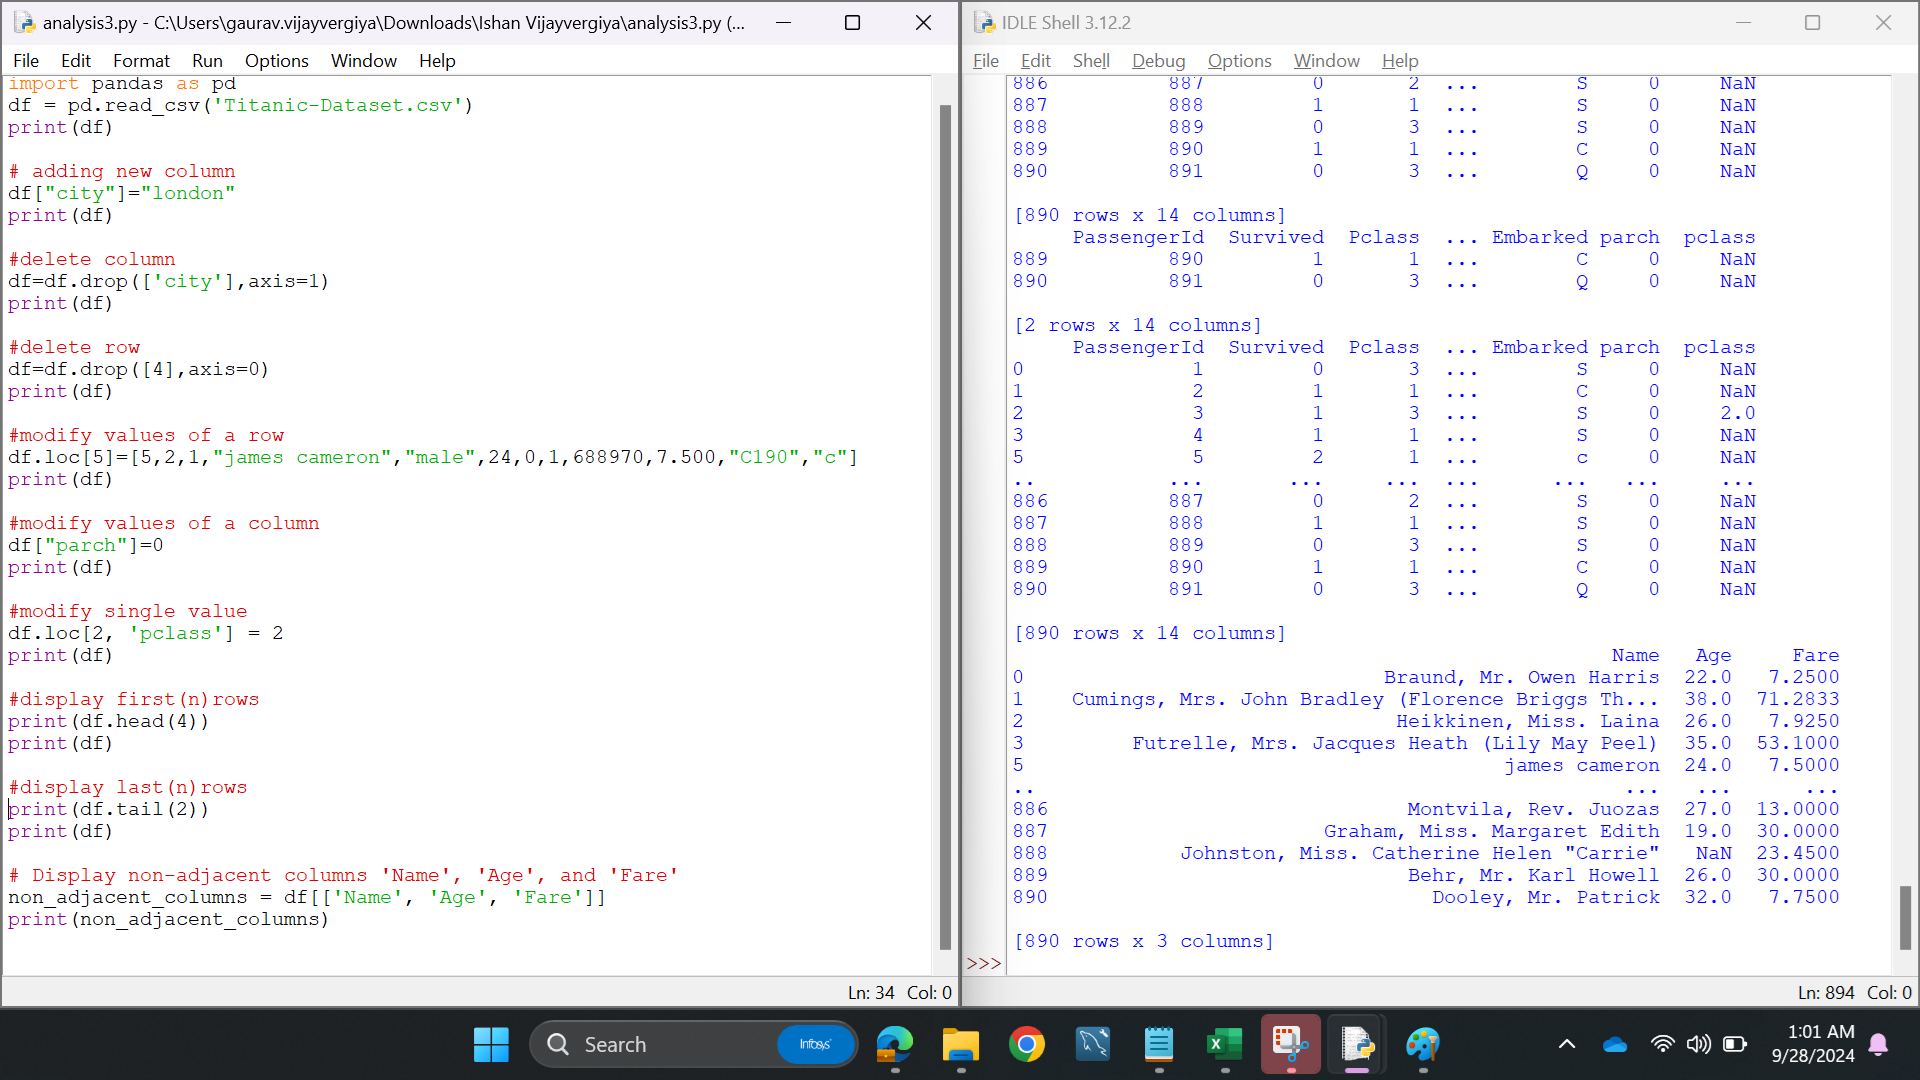 analysis3.py - C:\Users\gaurav.vijayvergiya\Downloads\Ishan Vijayvergiya\analysis3.py (...
File Edit Format Run Options Window Help
import pandas as pd
df = pd.read_csv('Titanic-Dataset.csv')
print(df)
# adding new column
df["city"]="london"
print(df)
#delete column
df=df.drop(['city'],axis=1)
print(df)
#delete row
df=df.drop([4],axis=0)
print(df)
#modify values of a row
df.loc[5]=[5,2,1,"james cameron","male",24,0,1,688970,7.500,"C190","c"]
print(df)
#modify values of a column
df["parch"]=0
print(df)
#modify single value
df.loc[2, 'pclass'] = 2
print(df)
#display first(n)rows
print(df.head(4))
print(df)
#display last(n)rows
print(df.tail(2))
print(df)
# Display non-adjacent columns 'Name', 'Age', and 'Fare'
non_adjacent_columns = df[['Name', 'Age', 'Fare']]
print(non_adjacent_columns)
Ln: 34 Col: 0
IDLE Shell 3.12.2
File Edit Shell Debug Options Window Help
886 887 0 2 ... S 0 NaN
887 888 1 1 ... S 0 NaN
888 889 0 3 ... S 0 NaN
889 890 1 1 ... C 0 NaN
890 891 0 3 ... Q 0 NaN
[890 rows x 14 columns]
PassengerId Survived Pclass ... Embarked parch pclass
889 890 1 1 ... C 0 NaN
890 891 0 3 ... Q 0 NaN
[2 rows x 14 columns]
PassengerId Survived Pclass ... Embarked parch pclass
0 1 0 3 ... S 0 NaN
1 2 1 1 ... C 0 NaN
2 3 1 3 ... S 0 2.0
3 4 1 1 ... S 0 NaN
5 5 2 1 ... c 0 NaN
.. ... ... ... ... ... ... ...
886 887 0 2 ... S 0 NaN
887 888 1 1 ... S 0 NaN
888 889 0 3 ... S 0 NaN
889 890 1 1 ... C 0 NaN
890 891 0 3 ... Q 0 NaN
[890 rows x 14 columns]
Name Age Fare
0 Braund, Mr. Owen Harris 22.0 7.2500
1 Cumings, Mrs. John Bradley (Florence Briggs Th... 38.0 71.2833
2 Heikkinen, Miss. Laina 26.0 7.9250
3 Futrelle, Mrs. Jacques Heath (Lily May Peel) 35.0 53.1000
5 james cameron 24.0 7.5000
.. ... ... ...
886 Montvila, Rev. Juozas 27.0 13.0000
887 Graham, Miss. Margaret Edith 19.0 30.0000
888 Johnston, Miss. Catherine Helen "Carrie" NaN 23.4500
889 Behr, Mr. Karl Howell 26.0 30.0000
890 Dooley, Mr. Patrick 32.0 7.7500
[890 rows x 3 columns]
>>>
Ln: 894 Col: 0
Search
Infosys
1:01 AM
9/28/2024